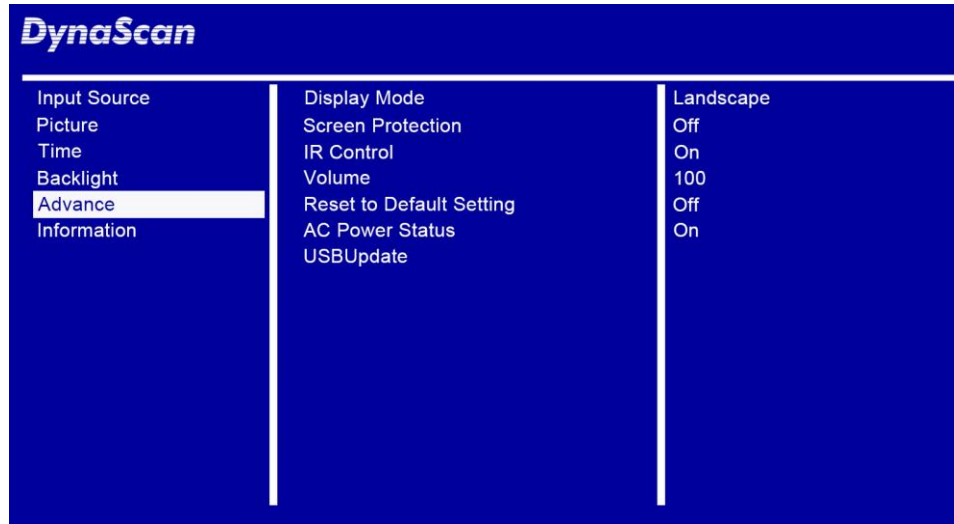 DynaScan
Input Source
Picture
Time
Backlight
Advance
Information
Display Mode
Screen Protection
IR Control
Volume
Reset to Default Setting
AC Power Status
USBUpdate
Landscape
Off
On
100
Off
On